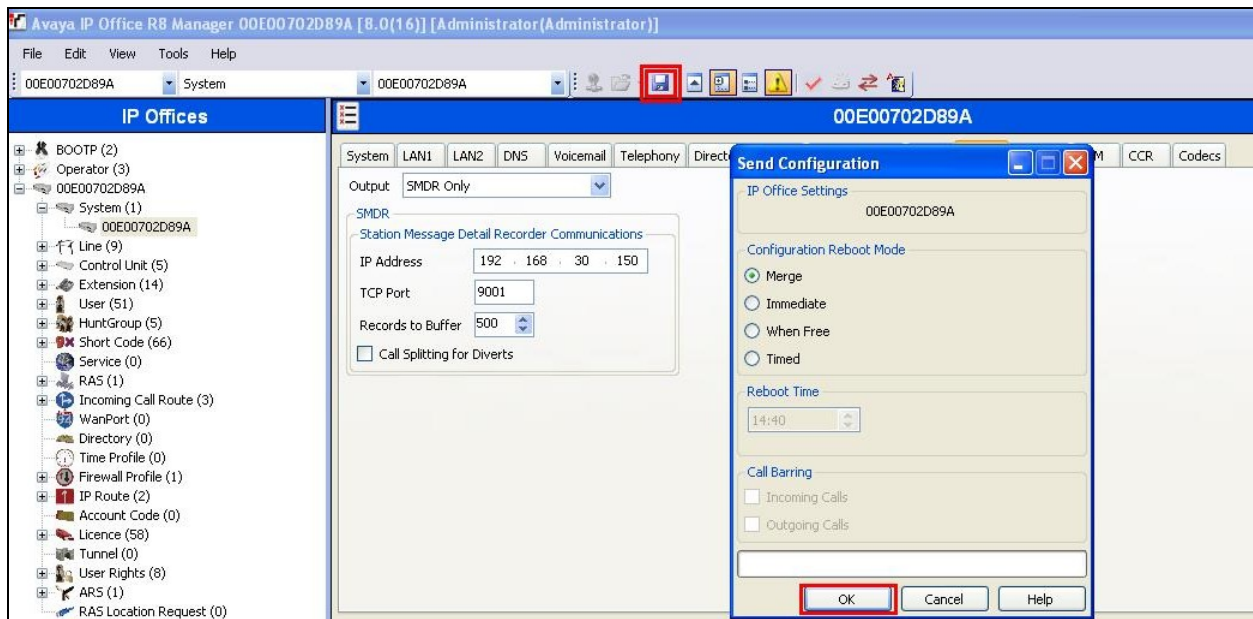 Avaya IP Office R8 Manager 00E00702D89A [8.0(16)] [Administrator(Administrator)]
File Edit View Tools Help
00E00702D89A System 00E00702D89A
IP Offices
BOOTP (2)
Operator (3)
00E00702D89A
System (1)
00E00702D89A
Line (9)
Control Unit (5)
Extension (14)
User (51)
HuntGroup (5)
Short Code (66)
Service (0)
RAS (1)
Incoming Call Route (3)
WanPort (0)
Directory (0)
Time Profile (0)
Firewall Profile (1)
IP Route (2)
Account Code (0)
Licence (58)
Tunnel (0)
User Rights (8)
ARS (1)
RAS Location Request (0)
00E00702D89A
System LAN1 LAN2 DNS Voicemail Telephony Direct CCR Codecs
Output SMDR Only
SMDR
Station Message Detail Recorder Communications
IP Address 192 . 168 . 30 . 150
TCP Port 9001
Records to Buffer 500
Call Splitting for Diverts
Send Configuration
IP Office Settings
00E00702D89A
Configuration Reboot Mode
Merge
Immediate
When Free
Timed
Reboot Time
14:40
Call Barring
Incoming Calls
Outgoing Calls
OK Cancel Help